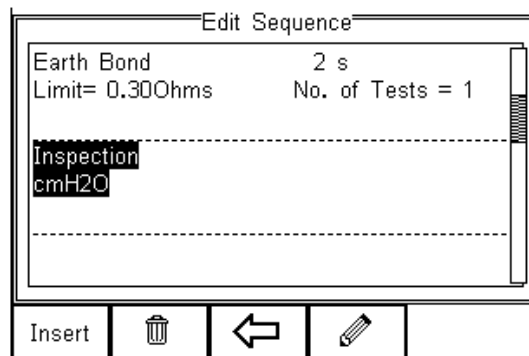 Edit Sequence
Earth Bond 2 s
Limit= 0.30Ohms No. of Tests = 1
Inspection
cmH2O
Insert